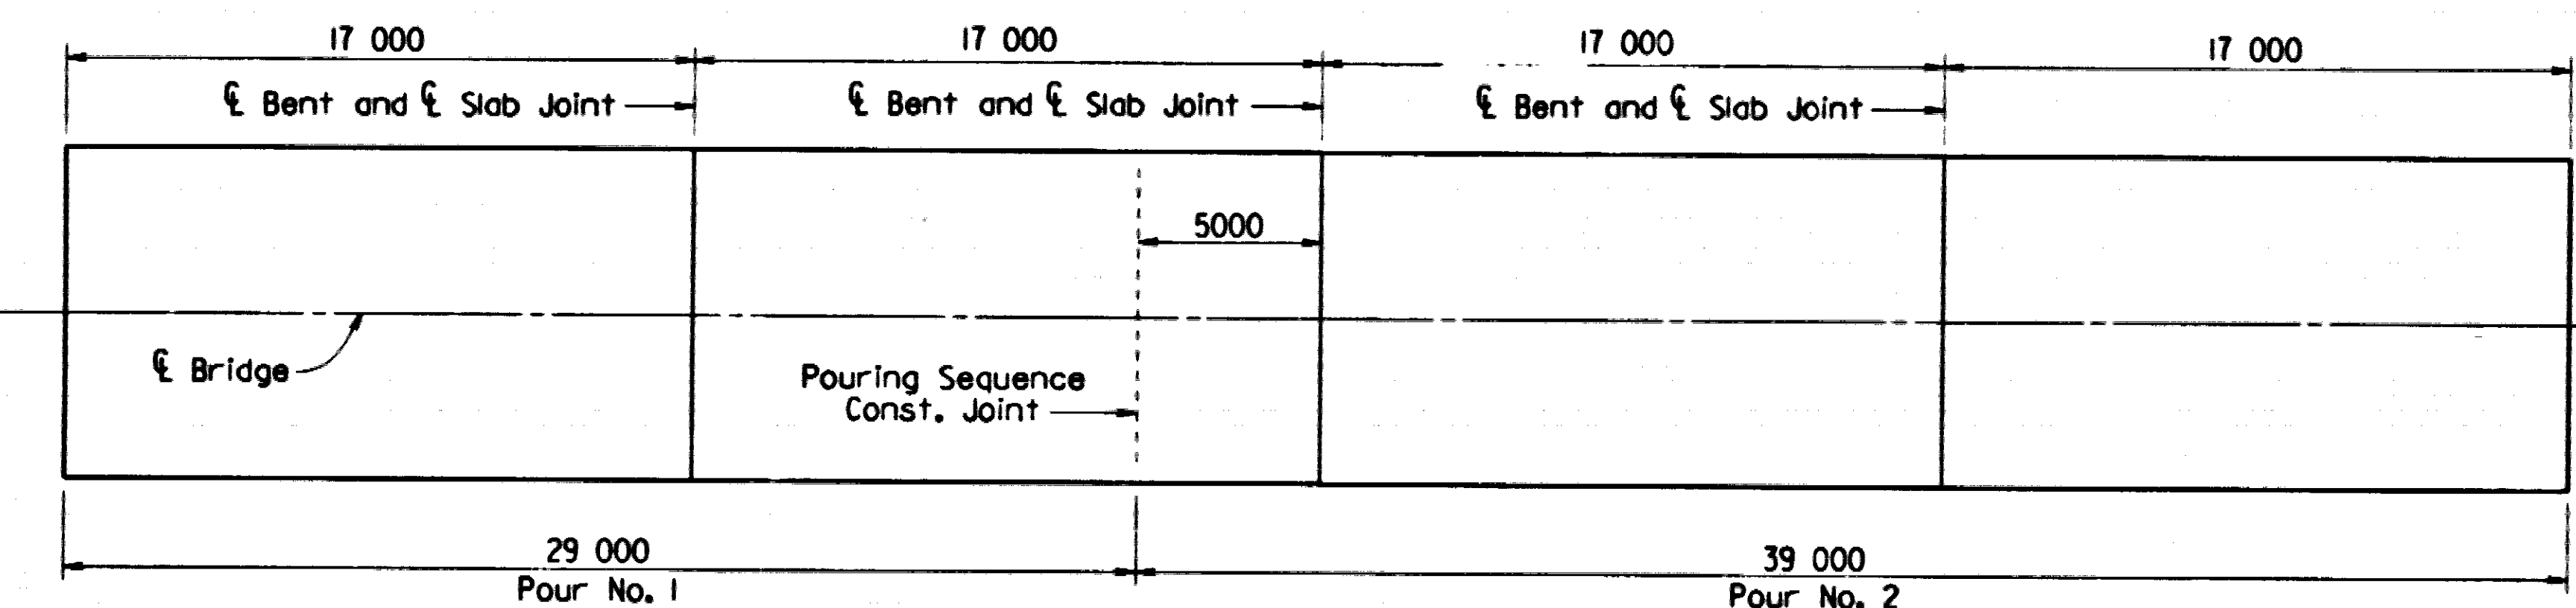 17 000
17 000
17 000
17 000
℄ Bent and ℄ Slab Joint
℄ Bent and ℄ Slab Joint
℄ Bent and ℄ Slab Joint
5000
℄ Bridge
Pouring Sequence
Const. Joint
29 000
Pour No. 1
39 000
Pour No. 2